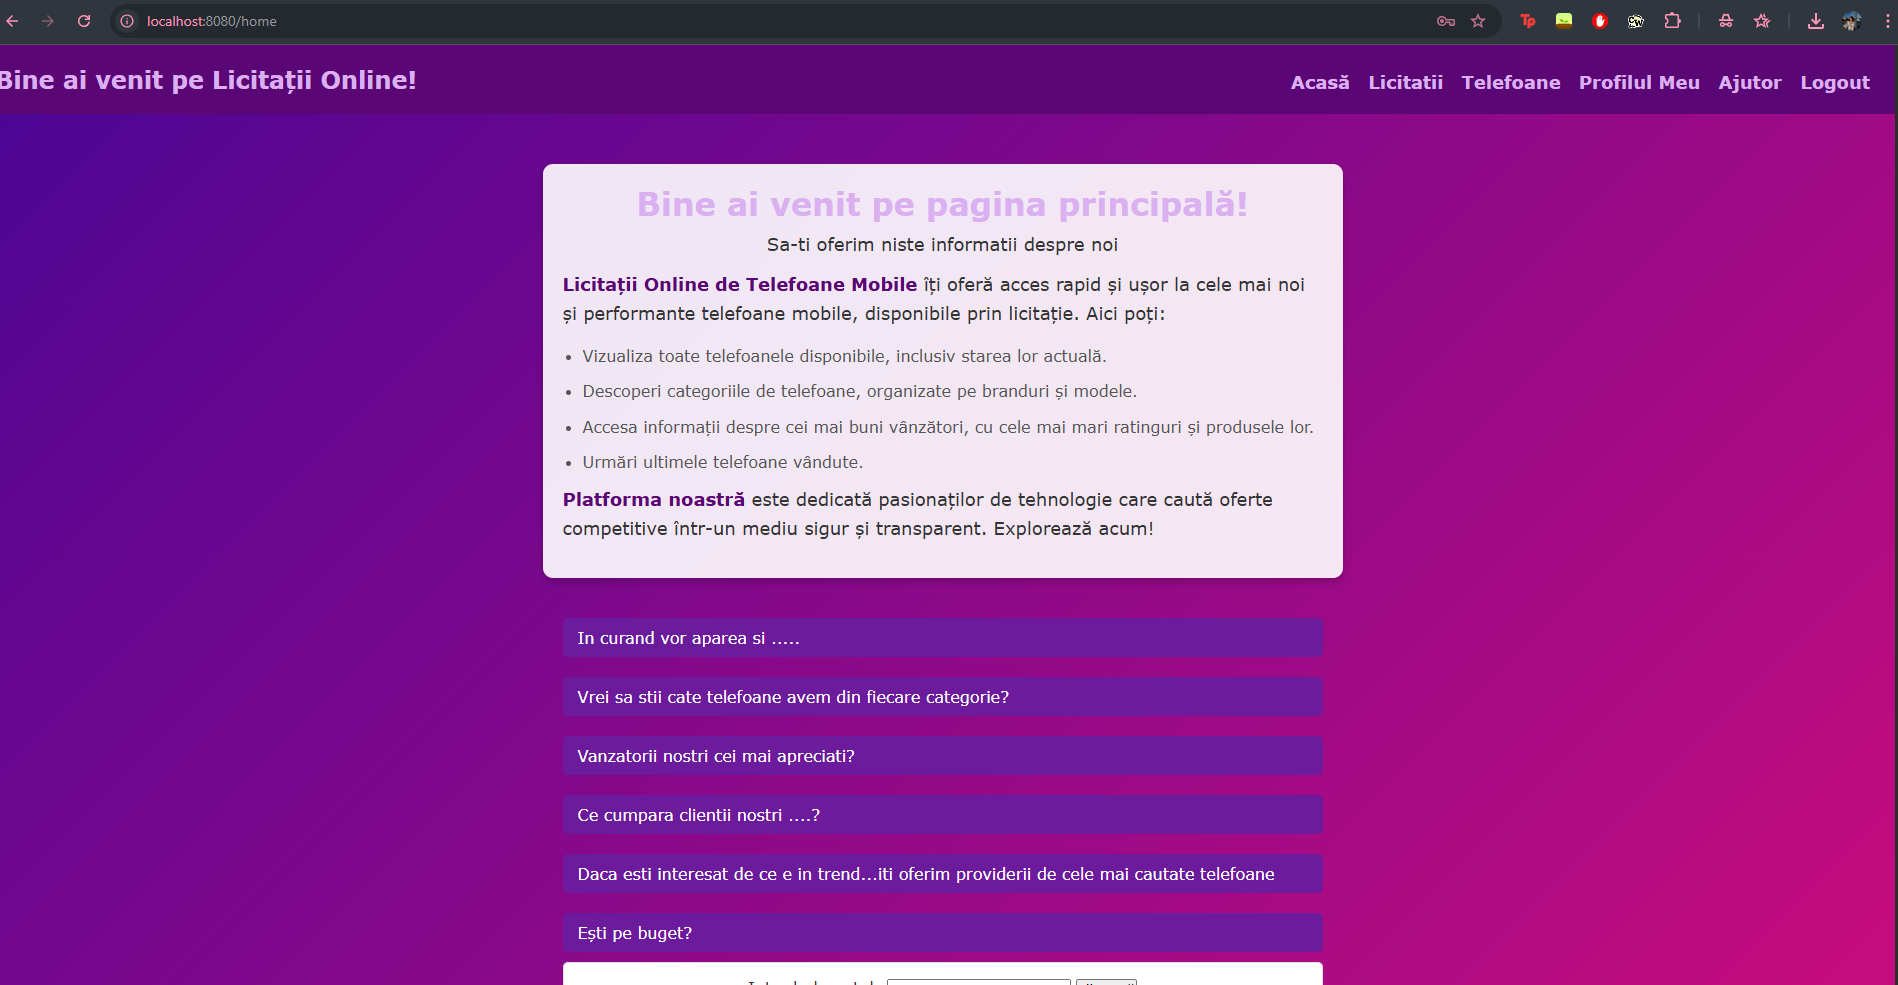 localhost:8080/home
Bine ai venit pe Licitații Online!
Acasă Licitatii Telefoane Profilul Meu Ajutor Logout
Bine ai venit pe pagina principală!
Sa-ti oferim niste informatii despre noi
Licitații Online de Telefoane Mobile îți oferă acces rapid și ușor la cele mai noi
și performante telefoane mobile, disponibile prin licitație. Aici poți:
• Vizualiza toate telefoanele disponibile, inclusiv starea lor actuală.
• Descoperi categoriile de telefoane, organizate pe branduri și modele.
• Accesa informații despre cei mai buni vânzători, cu cele mai mari ratinguri și produsele lor.
• Urmări ultimele telefoane vândute.
Platforma noastră este dedicată pasionaților de tehnologie care caută oferte
competitive într-un mediu sigur și transparent. Explorează acum!
In curand vor aparea si .....
Vrei sa stii cate telefoane avem din fiecare categorie?
Vanzatorii nostri cei mai apreciati?
Ce cumpara clientii nostri ....?
Daca esti interesat de ce e in trend...iti oferim providerii de cele mai cautate telefoane
Ești pe buget?